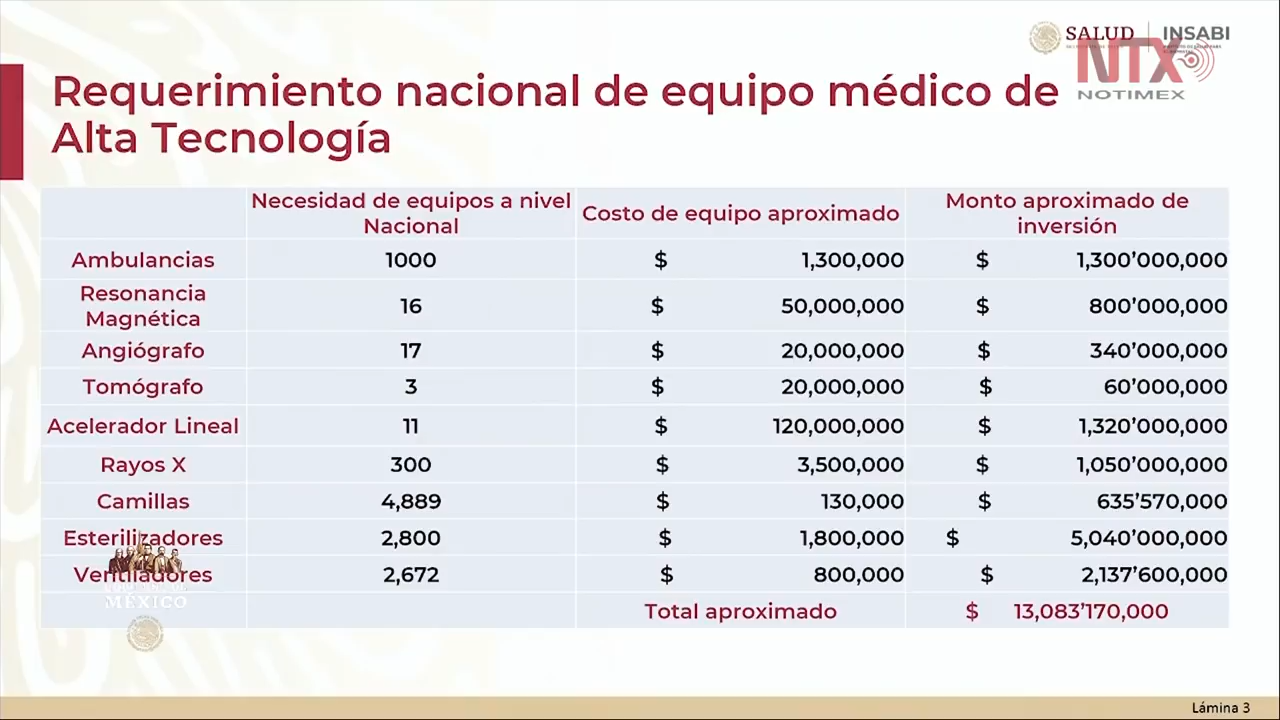 SALUD INSABI
NTX
NOTIMEX
Requerimiento nacional de equipo médico de
Alta Tecnología
Necesidad de equipos a nivel Nacional Costo de equipo aproximado Monto aproximado de inversión
Ambulancias 1000 $ 1,300,000 $ 1,300’000,000
Resonancia Magnética 16 $ 50,000,000 $ 800’000,000
Angiógrafo 17 $ 20,000,000 $ 340’000,000
Tomógrafo 3 $ 20,000,000 $ 60’000,000
Acelerador Lineal 11 $ 120,000,000 $ 1,320’000,000
Rayos X 300 $ 3,500,000 $ 1,050’000,000
Camillas 4,889 $ 130,000 $ 635’570,000
Esterilizadores 2,800 $ 1,800,000 $ 5,040’000,000
Ventiladores 2,672 $ 800,000 $ 2,137’600,000
MÉXICO
Total aproximado $ 13,083’170,000
Lámina 3